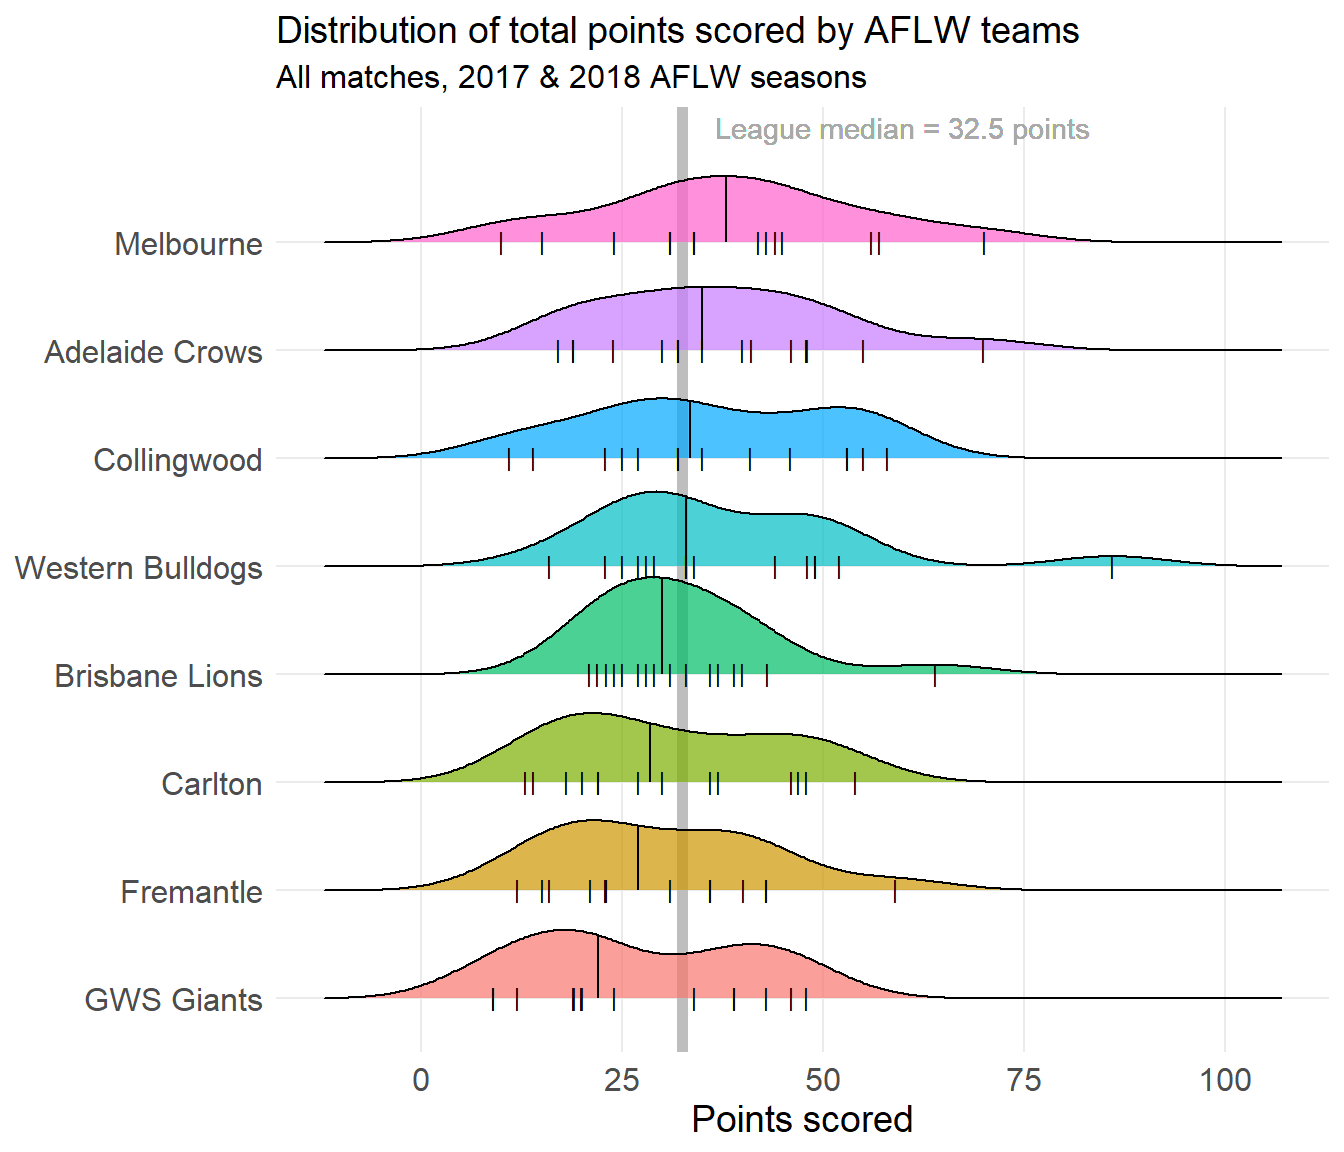 Distribution of total points scored by AFLW teams
All matches, 2017 & 2018 AFLW seasons
League median = 32.5 points
Melbourne
Adelaide Crows
Collingwood
Western Bulldogs
Brisbane Lions
Carlton
Fremantle
GWS Giants
0 25 50 75 100
Points scored